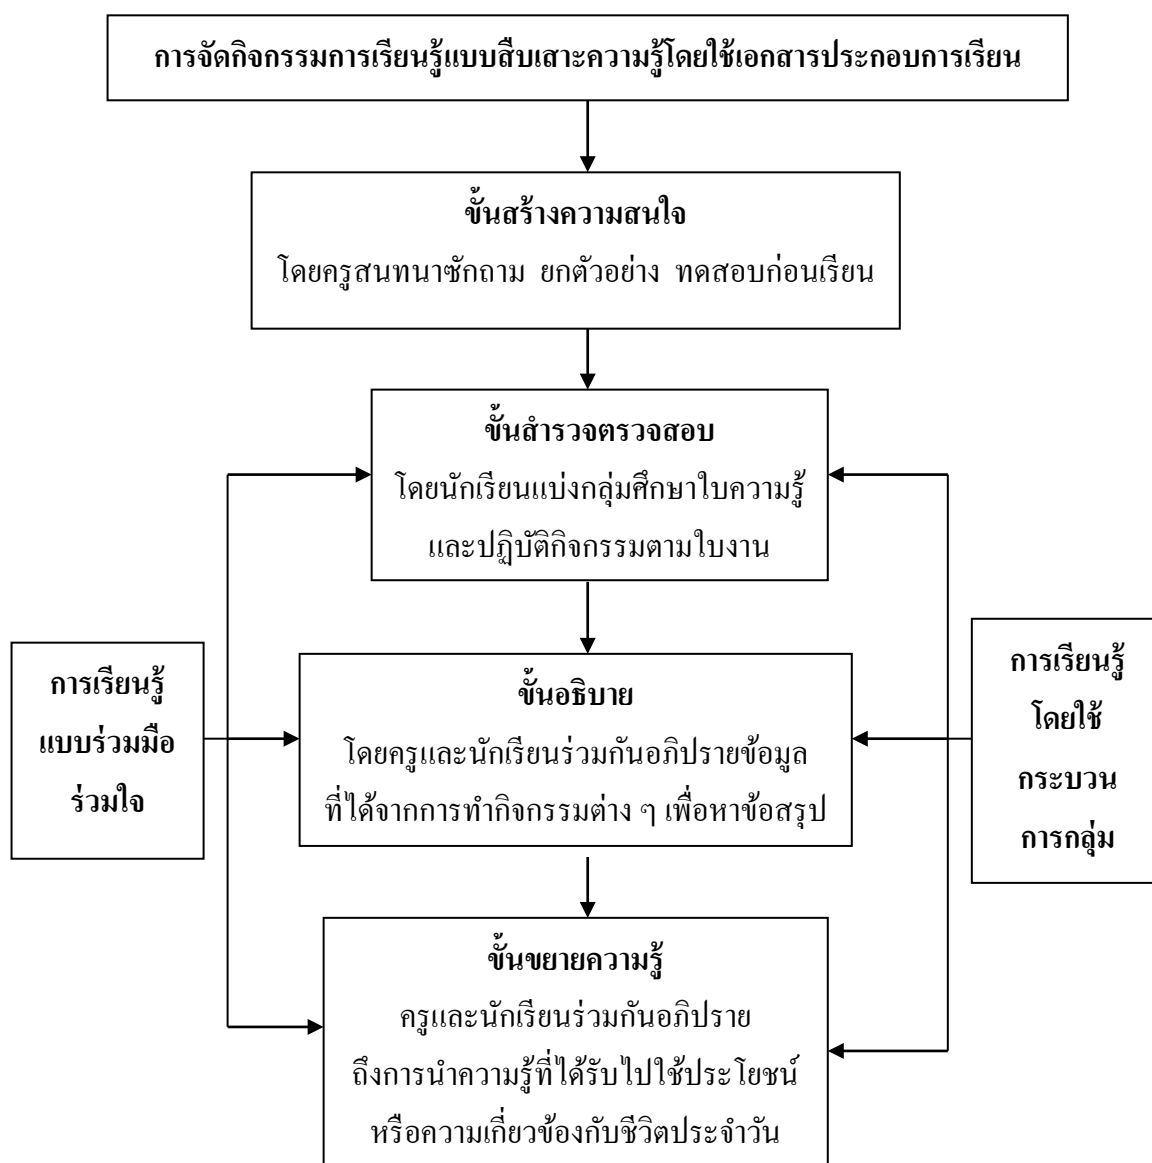 การจัดกิจกรรมการเรียนรู้แบบสืบเสาะความรู้โดยใช้เอกสารประกอบการเรียน
ขั้นสร้างความสนใจ
โดยครูสนทนาซักถาม ยกตัวอย่าง ทดสอบก่อนเรียน
ขั้นสำรวจตรวจสอบ
โดยนักเรียนแบ่งกลุ่มศึกษาใบความรู้
และปฏิบัติกิจกรรมตามใบงาน
การเรียนรู้
แบบร่วมมือ
ร่วมใจ
ขั้นอธิบาย
โดยครูและนักเรียนร่วมกันอภิปรายข้อมูล
ที่ได้จากการทำกิจกรรมต่าง ๆ เพื่อหาข้อสรุป
การเรียนรู้
โดยใช้
กระบวน
การกลุ่ม
ขั้นขยายความรู้
ครูและนักเรียนร่วมกันอภิปราย
ถึงการนำความรู้ที่ได้รับไปใช้ประโยชน์
หรือความเกี่ยวข้องกับชีวิตประจำวัน